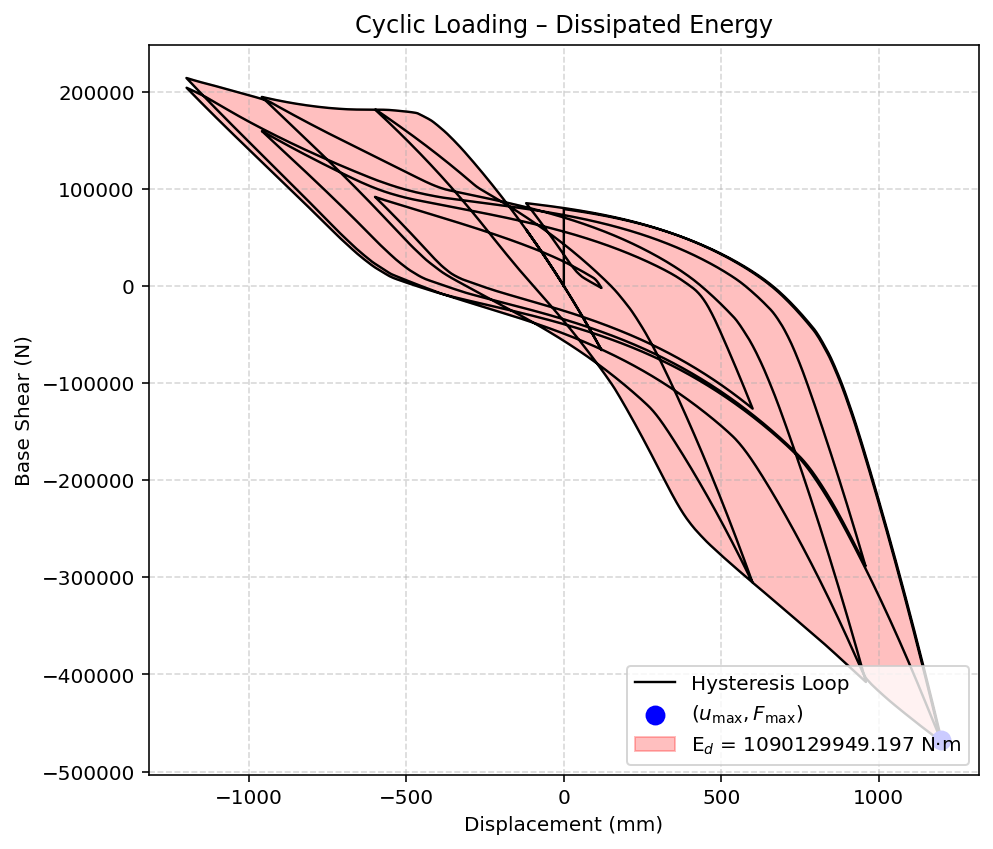 Cyclic Loading – Dissipated Energy
200000
100000
0
−100000
−200000
−300000
−400000
−500000
Base Shear (N)
−1000
−500
0
500
1000
Displacement (mm)
Hysteresis Loop
(u_max, F_max)
E_d = 1090129949.197 N·m